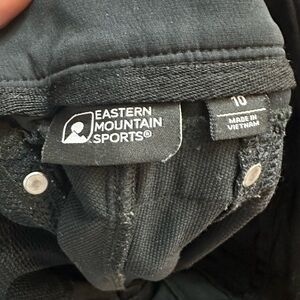 EASTERN
MOUNTAIN
SPORTS®
10
MADE IN
VIETNAM